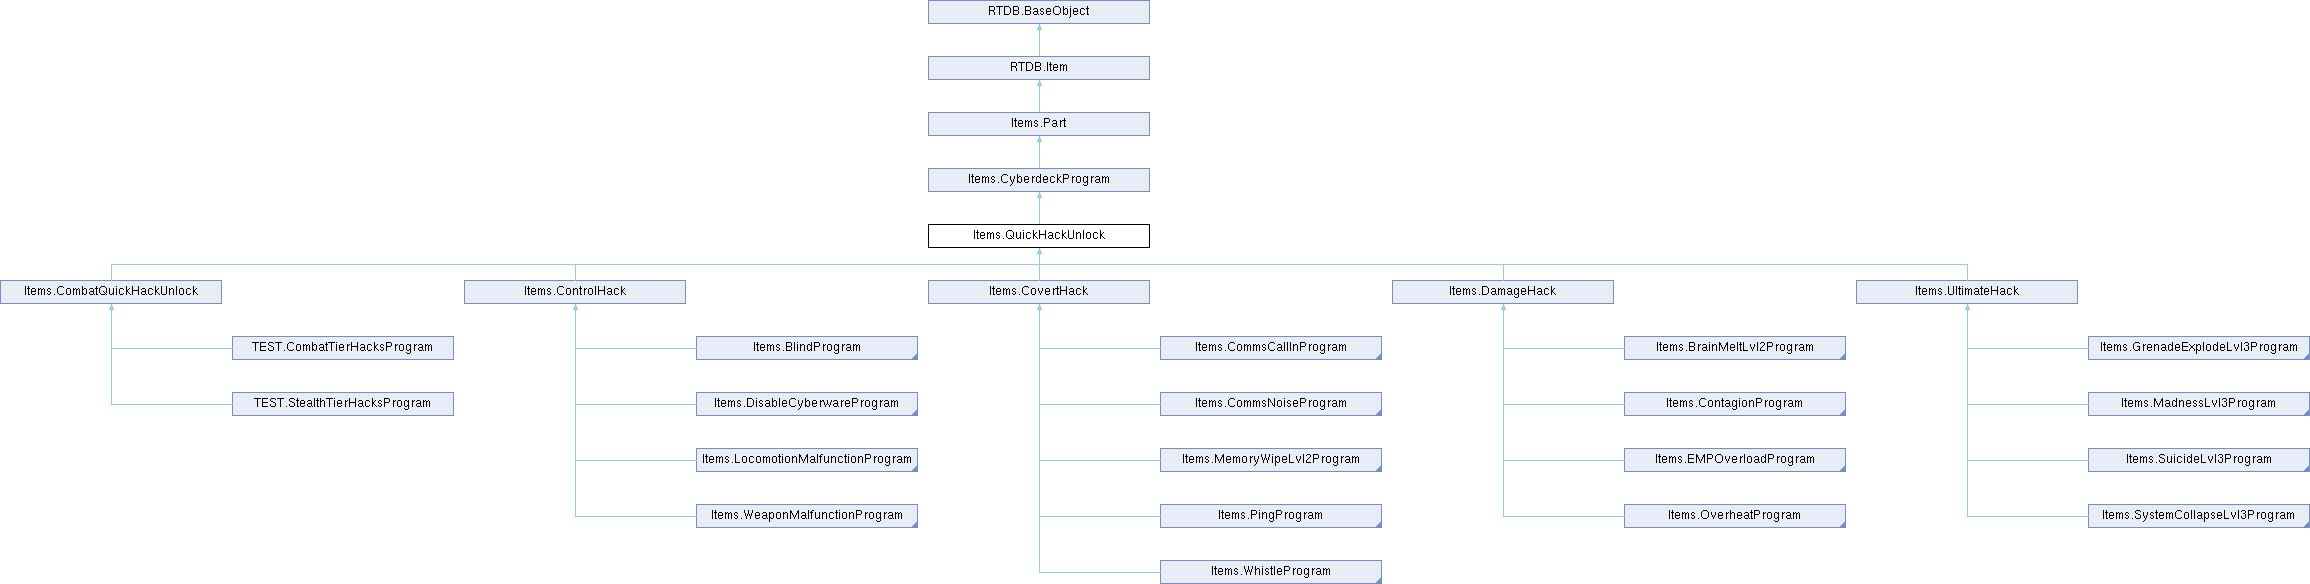 RTDB.BaseObject
RTDB.Item
Items.Part
Items.CyberdeckProgram
Items.QuickHackUnlock
Items.CombatQuickHackUnlock
Items.ControlHack
Items.CovertHack
Items.DamageHack
Items.UltimateHack
TEST.CombatTierHacksProgram
Items.BlindProgram
Items.CommsCallInProgram
Items.BrainMeltLvl2Program
Items.GrenadeExplodeLvl3Program
TEST.StealthTierHacksProgram
Items.DisableCyberwareProgram
Items.CommsNoiseProgram
Items.ContagionProgram
Items.MadnessLvl3Program
Items.LocomotionMalfunctionProgram
Items.MemoryWipeLvl2Program
Items.EMPOverloadProgram
Items.SuicideLvl3Program
Items.WeaponMalfunctionProgram
Items.PingProgram
Items.OverheatProgram
Items.SystemCollapseLvl3Program
Items.WhistleProgram